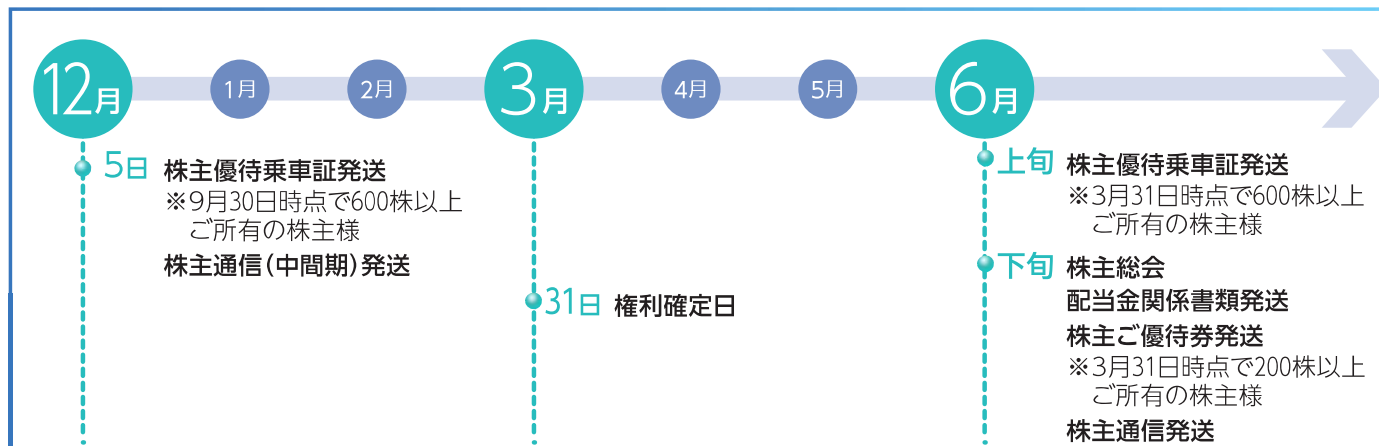 12月
1月
2月
3月
4月
5月
6月
5日 株主優待乗車証発送
※9月30日時点で600株以上
ご所有の株主様
株主通信(中間期)発送
31日 権利確定日
上旬 株主優待乗車証発送
※3月31日時点で600株以上
ご所有の株主様
下旬 株主総会
配当金関係書類発送
株主ご優待券発送
※3月31日時点で200株以上
ご所有の株主様
株主通信発送